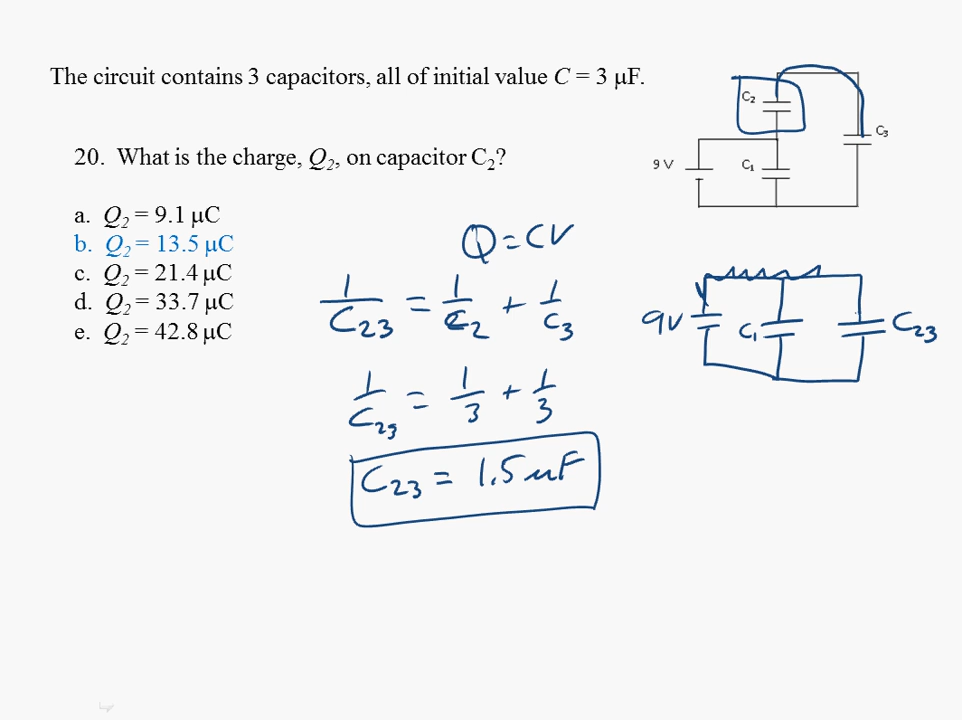 The circuit contains 3 capacitors, all of initial value C = 3 μF.
20. What is the charge, Q₂, on capacitor C₂?
a. Q₂ = 9.1 μC
b. Q₂ = 13.5 μC
c. Q₂ = 21.4 μC
d. Q₂ = 33.7 μC
e. Q₂ = 42.8 μC
C₂
C₃
9 V
C₁
Q = CV
1/C₂₃ = 1/C₂ + 1/C₃
1/C₂₃ = 1/3 + 1/3
C₂₃ = 1.5 uF
9V
C₁
C₂₃